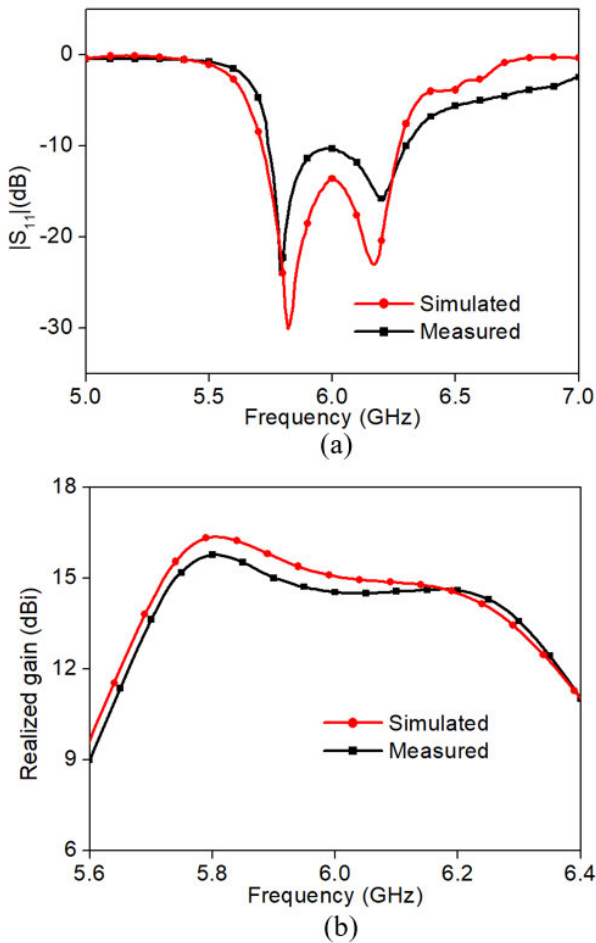 0
-10
-20
-30
|S11|(dB)
Simulated
Measured
5.0 5.5 6.0 6.5 7.0
Frequency (GHz)
(a)
18
15
12
9
6
Realized gain (dBi)
Simulated
Measured
5.6 5.8 6.0 6.2 6.4
Frequency (GHz)
(b)